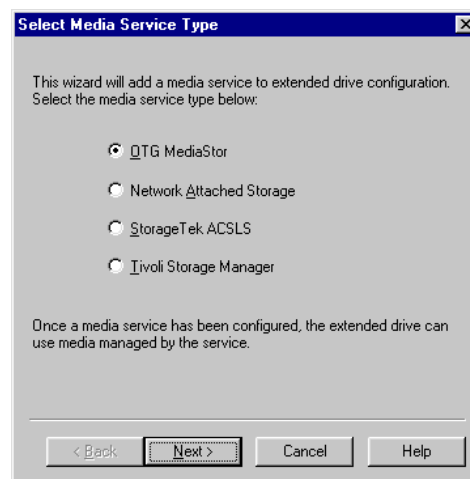 Select Media Service Type
This wizard will add a media service to extended drive configuration.
Select the media service type below:
OTG MediaStor
Network Attached Storage
StorageTek ACSLS
Tivoli Storage Manager
Once a media service has been configured, the extended drive can
use media managed by the service.
< Back Next > Cancel Help